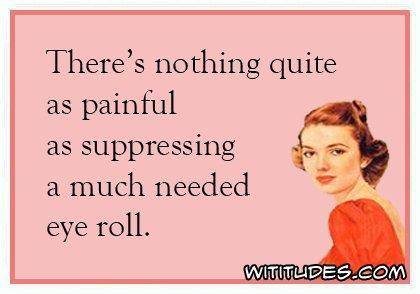 There's nothing quite
as painful
as suppressing
a much needed
eye roll.
WITITUDES.COM